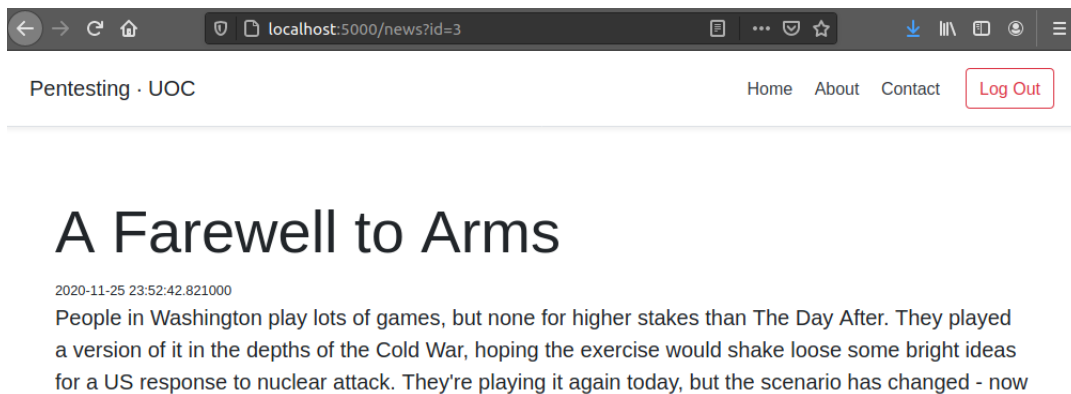 localhost:5000/news?id=3
Pentesting · UOC
Home About Contact Log Out
A Farewell to Arms
2020-11-25 23:52:42.821000
People in Washington play lots of games, but none for higher stakes than The Day After. They played
a version of it in the depths of the Cold War, hoping the exercise would shake loose some bright ideas
for a US response to nuclear attack. They're playing it again today, but the scenario has changed - now